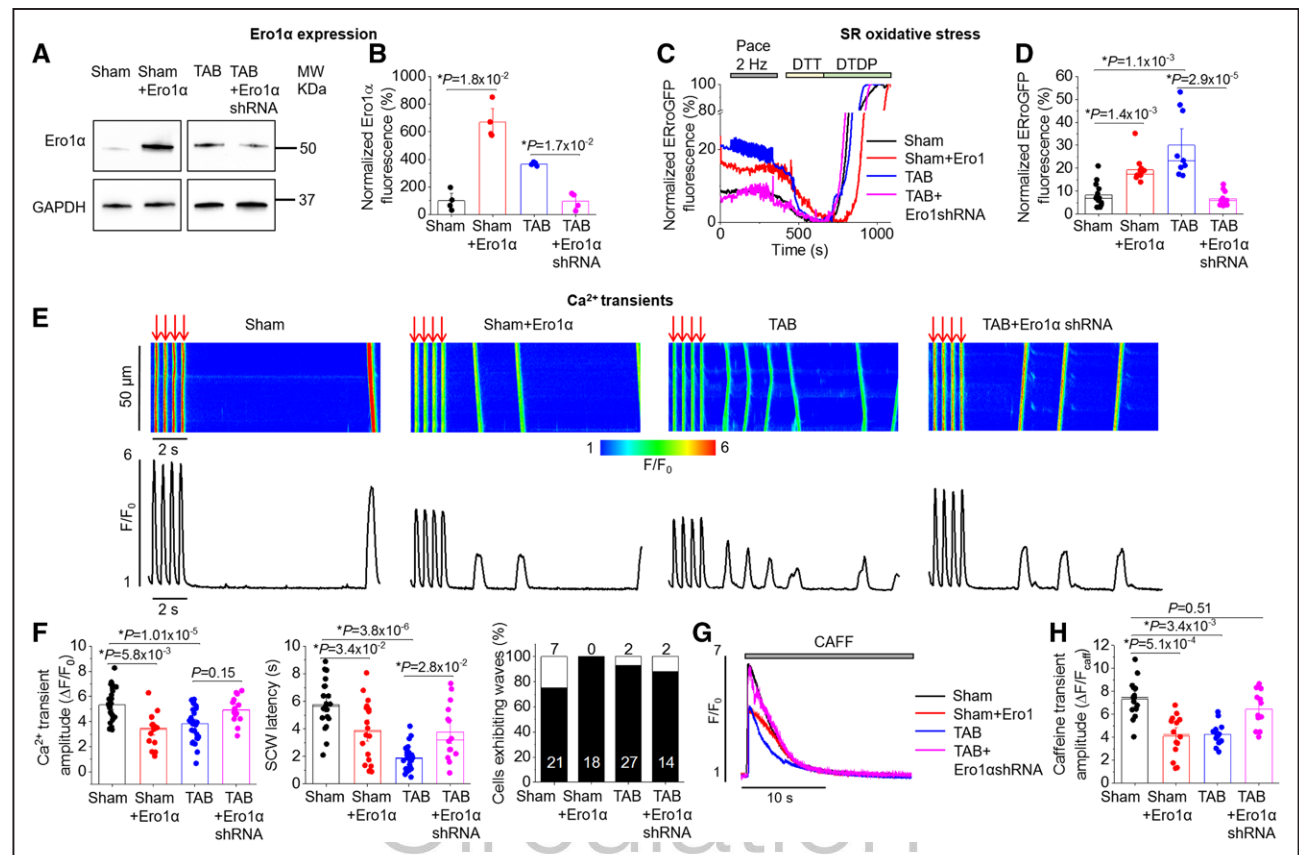 Ero1α expression
SR oxidative stress
A
Sham
Sham
+Ero1α
TAB
TAB
+Ero1α
shRNA
MW
KDa
Ero1α
50
GAPDH
37
B
Normalized Ero1α
fluorescence (%)
1000
800
600
400
200
0
*P=1.8x10⁻²
*P=1.7x10⁻²
Sham
Sham
+Ero1α
TAB
TAB
+Ero1α
shRNA
C
Pace
2 Hz
DTT
DTDP
Normalized ERroGFP
fluorescence (%)
100
80
20
0
0
500
1000
Time (s)
Sham
Sham+Ero1
TAB
TAB+
Ero1shRNA
D
Normalized ERroGFP
fluorescence (%)
60
50
40
30
20
10
0
*P=1.1x10⁻³
*P=2.9x10⁻⁵
*P=1.4x10⁻³
Sham
Sham
+Ero1α
TAB
TAB
+Ero1α
shRNA
Ca²⁺ transients
E
Sham
Sham+Ero1α
TAB
TAB+Ero1α shRNA
50 µm
2 s
1
6
F/F₀
6
F/F₀
1
2 s
F
Ca²⁺ transient
amplitude (ΔF/F₀)
10
8
6
4
2
0
*P=1.01x10⁻⁵
*P=5.8x10⁻³
P=0.15
Sham
Sham
+Ero1α
TAB
TAB
+Ero1α
shRNA
SCW latency (s)
8
6
4
2
0
*P=3.8x10⁻⁶
*P=3.4x10⁻²
*P=2.8x10⁻²
Sham
Sham
+Ero1α
TAB
TAB
+Ero1α
shRNA
Cells exhibiting waves (%)
100
80
60
40
20
0
7
0
2
2
21
18
27
14
Sham
Sham
+Ero1α
TAB
TAB
+Ero1α
shRNA
G
CAFF
7
F/F₀
1
10 s
Sham
Sham+Ero1
TAB
TAB+
Ero1αshRNA
H
Caffeine transient
amplitude (ΔF/F_caff)
12
10
8
6
4
2
0
P=0.51
*P=3.4x10⁻³
*P=5.1x10⁻⁴
Sham
Sham
+Ero1α
TAB
TAB
+Ero1α
shRNA
Circulation